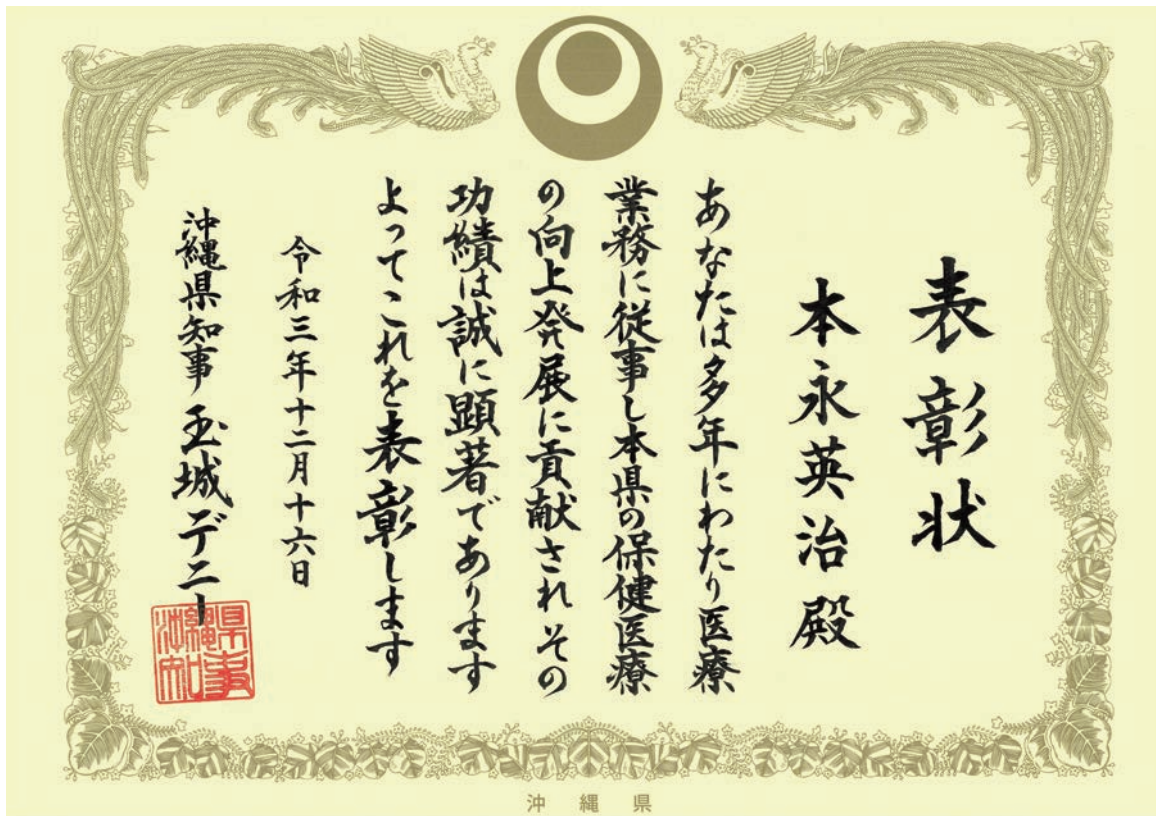 表彰状
本永英治殿
あなたは多年にわたり医療
業務に従事し本県の保健医療
の向上発展に貢献されその
功績は誠に顕著であります
よってこれを表彰します
令和三年十二月十六日
沖縄県知事 玉城デニー
沖縄県